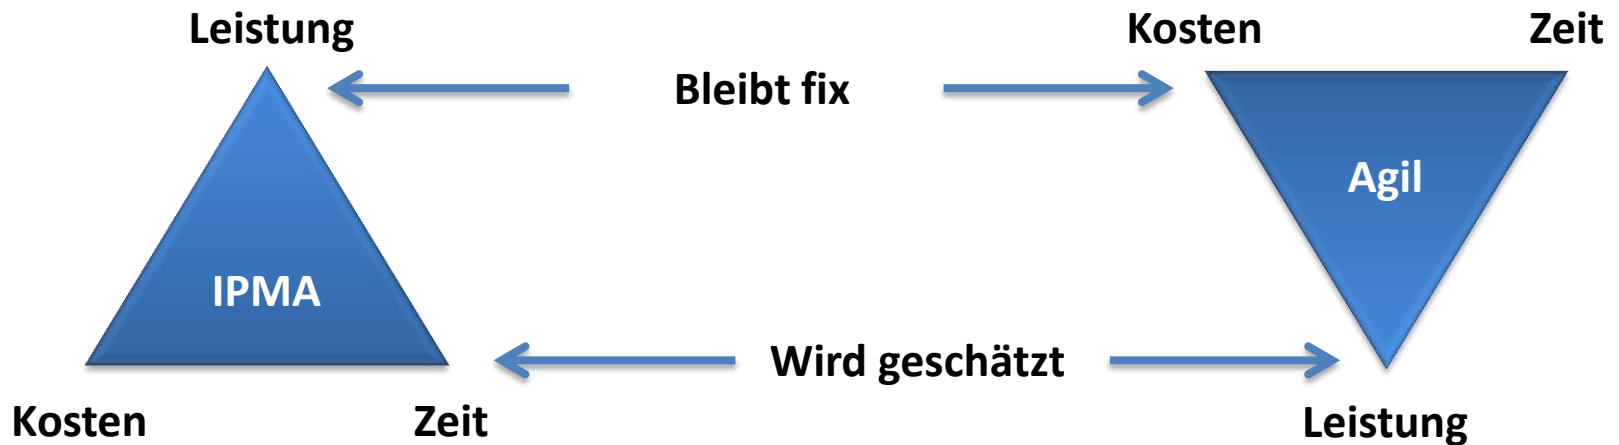 Leistung
Kosten
Zeit
Bleibt fix
Agil
IPMA
Wird geschätzt
Kosten
Zeit
Leistung